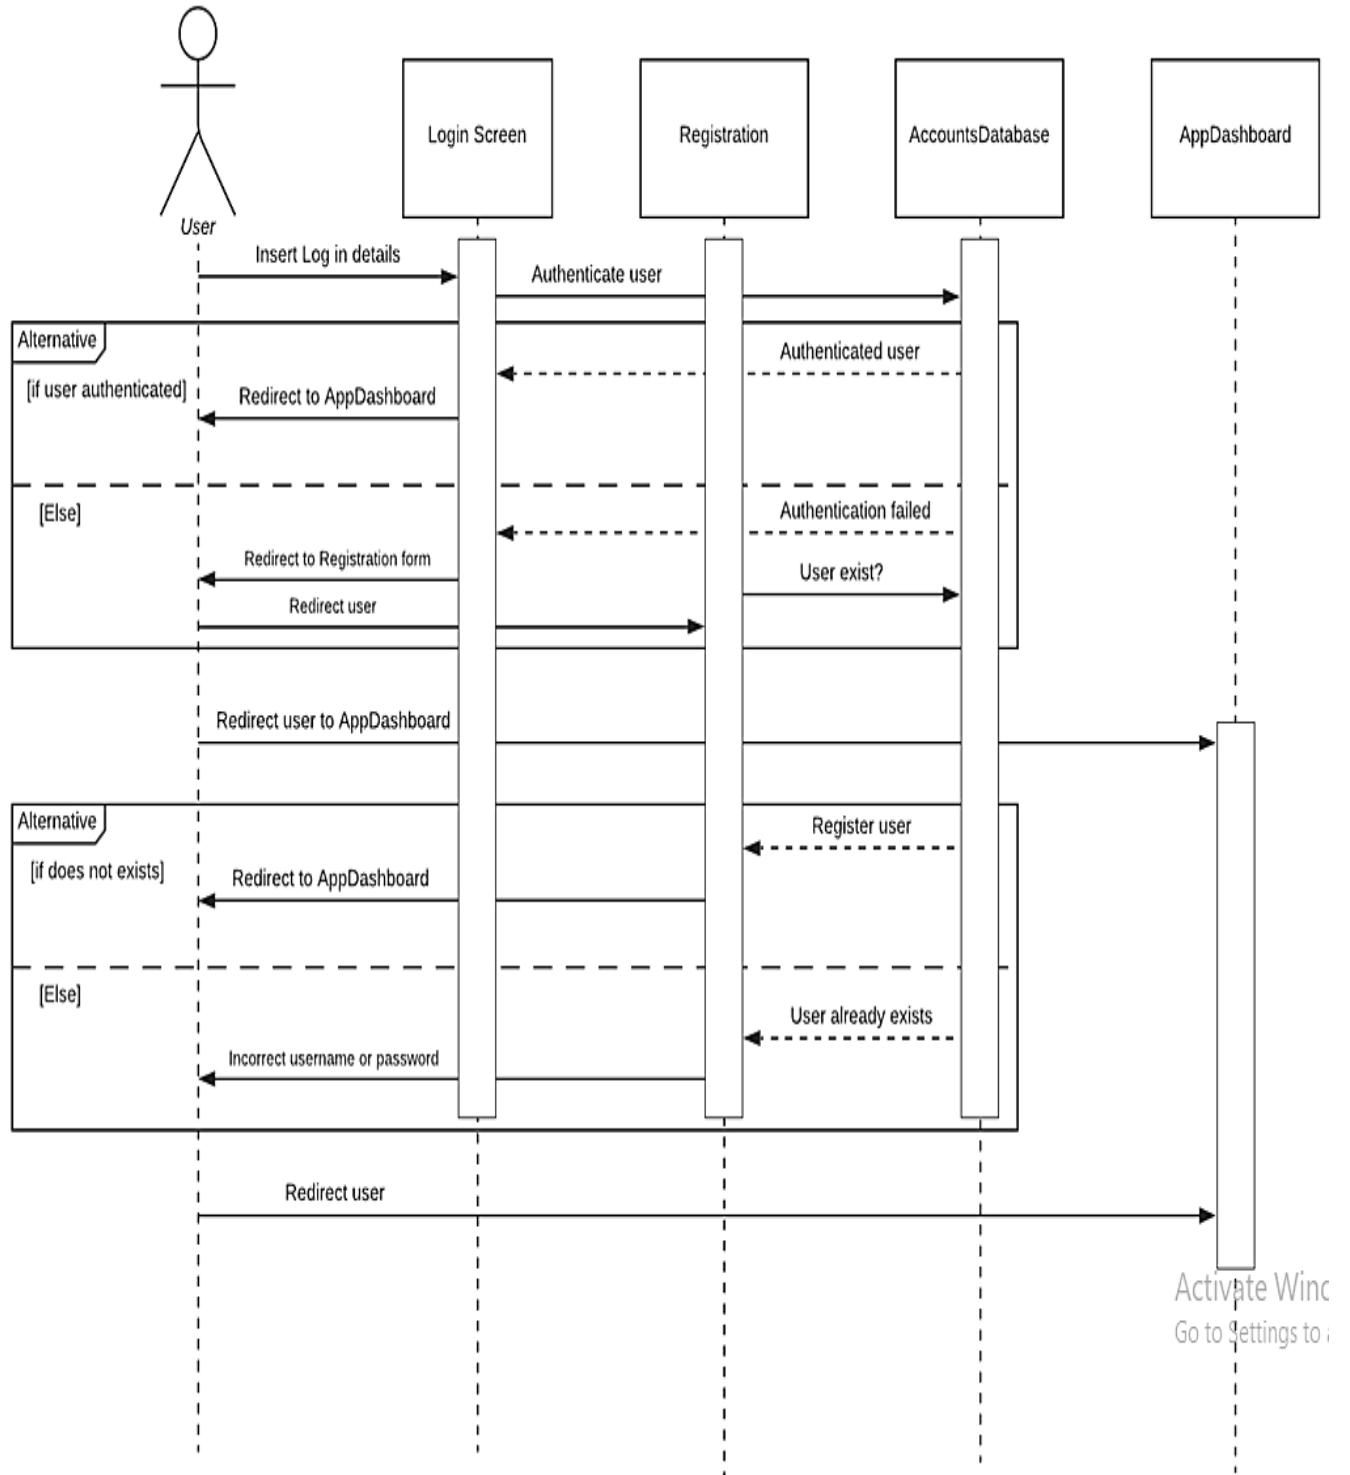 Login Screen
Registration
AccountsDatabase
AppDashboard
User
Insert Log in details
Authenticate user
Alternative
Authenticated user
[if user authenticated]
Redirect to AppDashboard
[Else]
Authentication failed
Redirect to Registration form
User exist?
Redirect user
Redirect user to AppDashboard
Alternative
Register user
[if does not exists]
Redirect to AppDashboard
[Else]
User already exists
Incorrect username or password
Redirect user
Activate Winc
Go to Settings to a